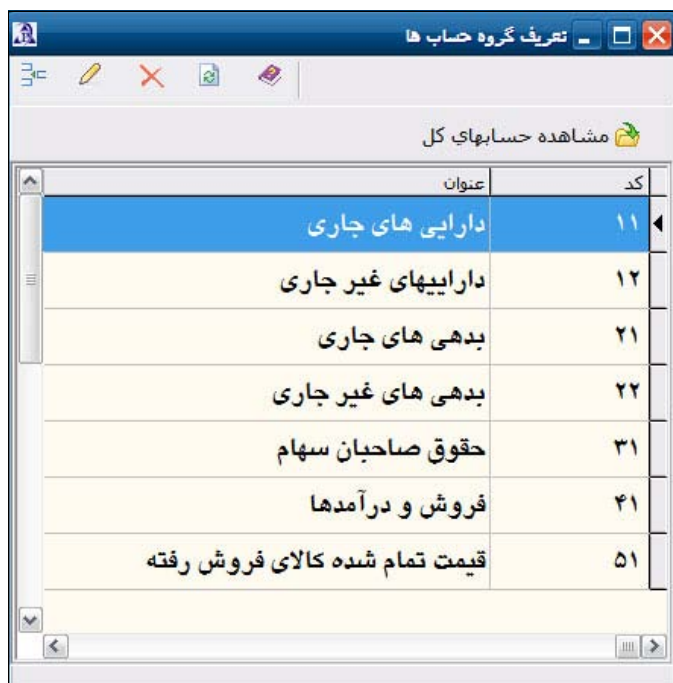 تعریف گروه حساب ها
مشاهده حسابهاي کل
کد عنوان
۱۱ دارایی های جاری
۱۲ داراییهای غیر جاری
۲۱ بدهی های جاری
۲۲ بدهی های غیر جاری
۳۱ حقوق صاحبان سهام
۴۱ فروش و درآمدها
۵۱ قیمت تمام شده کالای فروش رفته